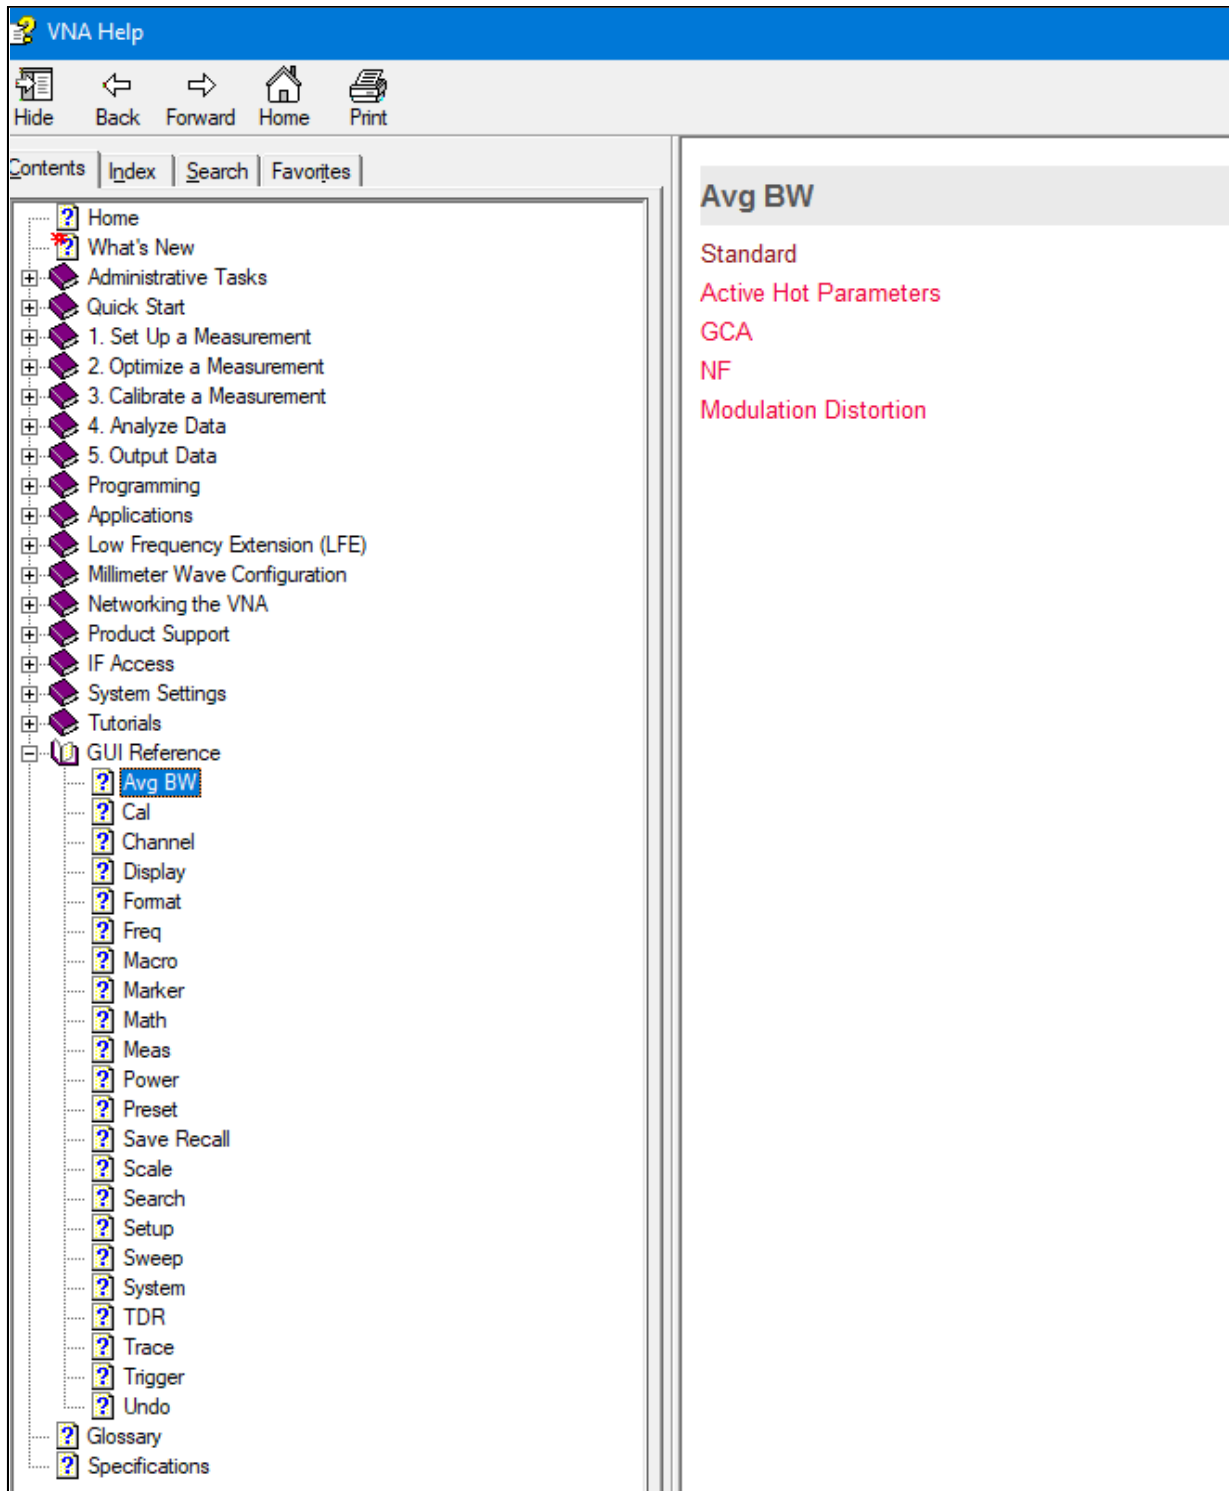 VNA Help
Hide Back Forward Home Print
Contents Index Search Favorites
Home
What's New
Administrative Tasks
Quick Start
1. Set Up a Measurement
2. Optimize a Measurement
3. Calibrate a Measurement
4. Analyze Data
5. Output Data
Programming
Applications
Low Frequency Extension (LFE)
Millimeter Wave Configuration
Networking the VNA
Product Support
IF Access
System Settings
Tutorials
GUI Reference
Avg BW
Cal
Channel
Display
Format
Freq
Macro
Marker
Math
Meas
Power
Preset
Save Recall
Scale
Search
Setup
Sweep
System
TDR
Trace
Trigger
Undo
Glossary
Specifications
Avg BW
Standard
Active Hot Parameters
GCA
NF
Modulation Distortion